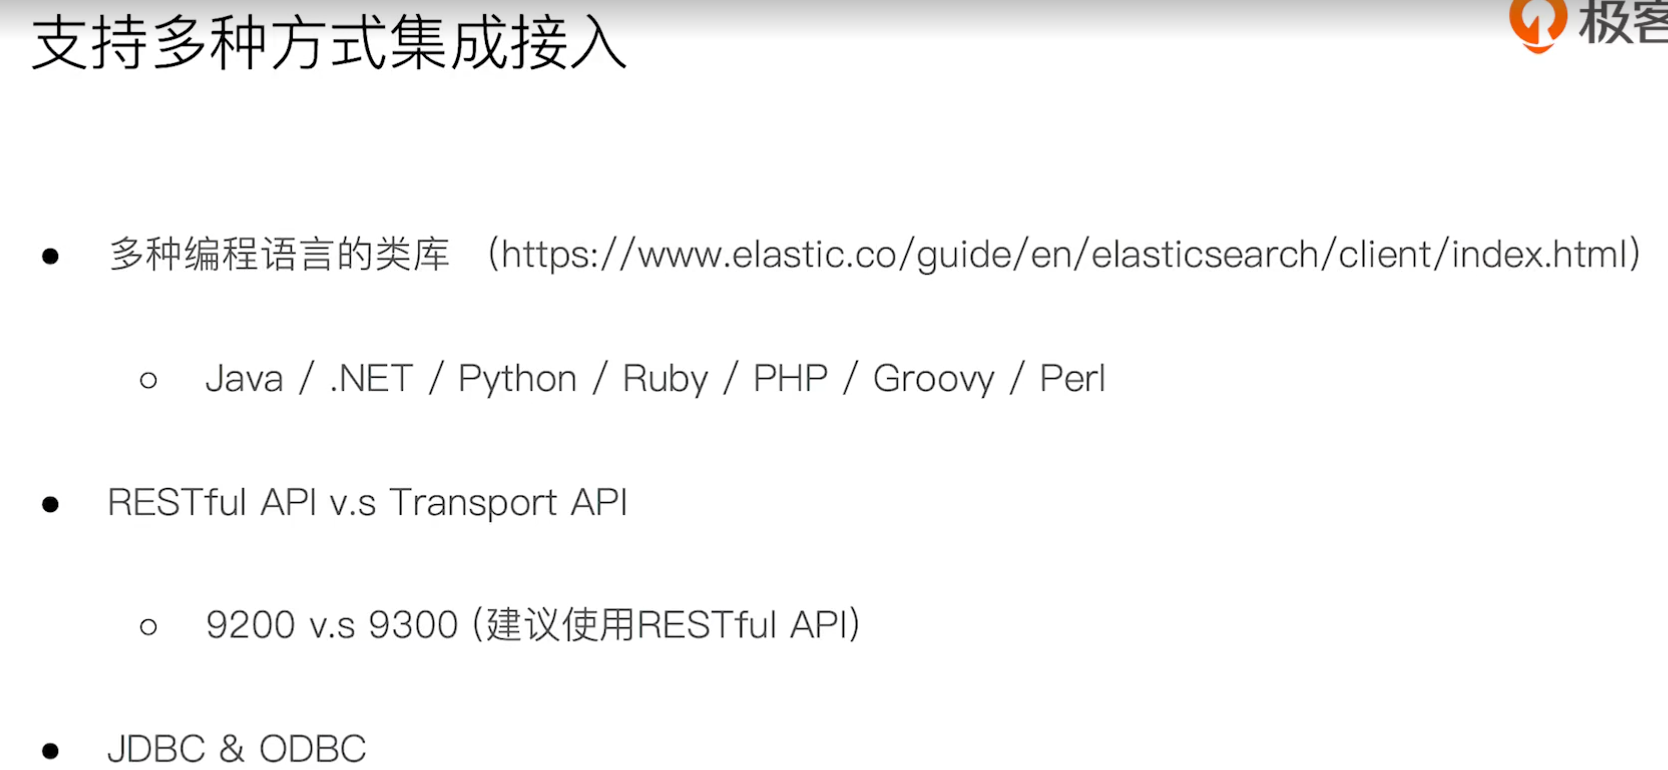 支持多种方式集成接入
极客
● 多种编程语言的类库 （https://www.elastic.co/guide/en/elasticsearch/client/index.html）
○ Java / .NET / Python / Ruby / PHP / Groovy / Perl
● RESTful API v.s Transport API
○ 9200 v.s 9300 (建议使用RESTful API)
● JDBC & ODBC